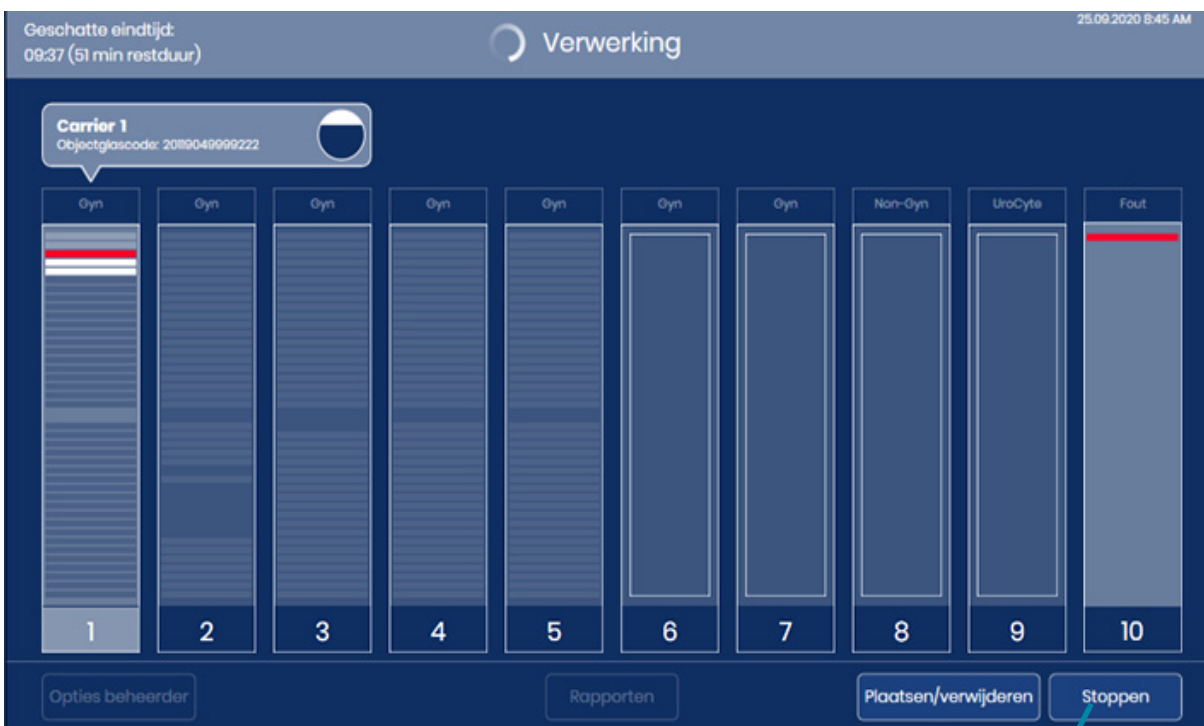 Geschatte eindtijd:
09:37 (51 min restduur)
Verwerking
25.09.2020 8:45 AM
Carrier 1
Objectglascode: 20119049999222
Gyn Gyn Gyn Gyn Gyn Gyn Gyn Non-Gyn UroCyte Fout
1 2 3 4 5 6 7 8 9 10
Opties beheerder Rapporten Plaatsen/verwijderen Stoppen